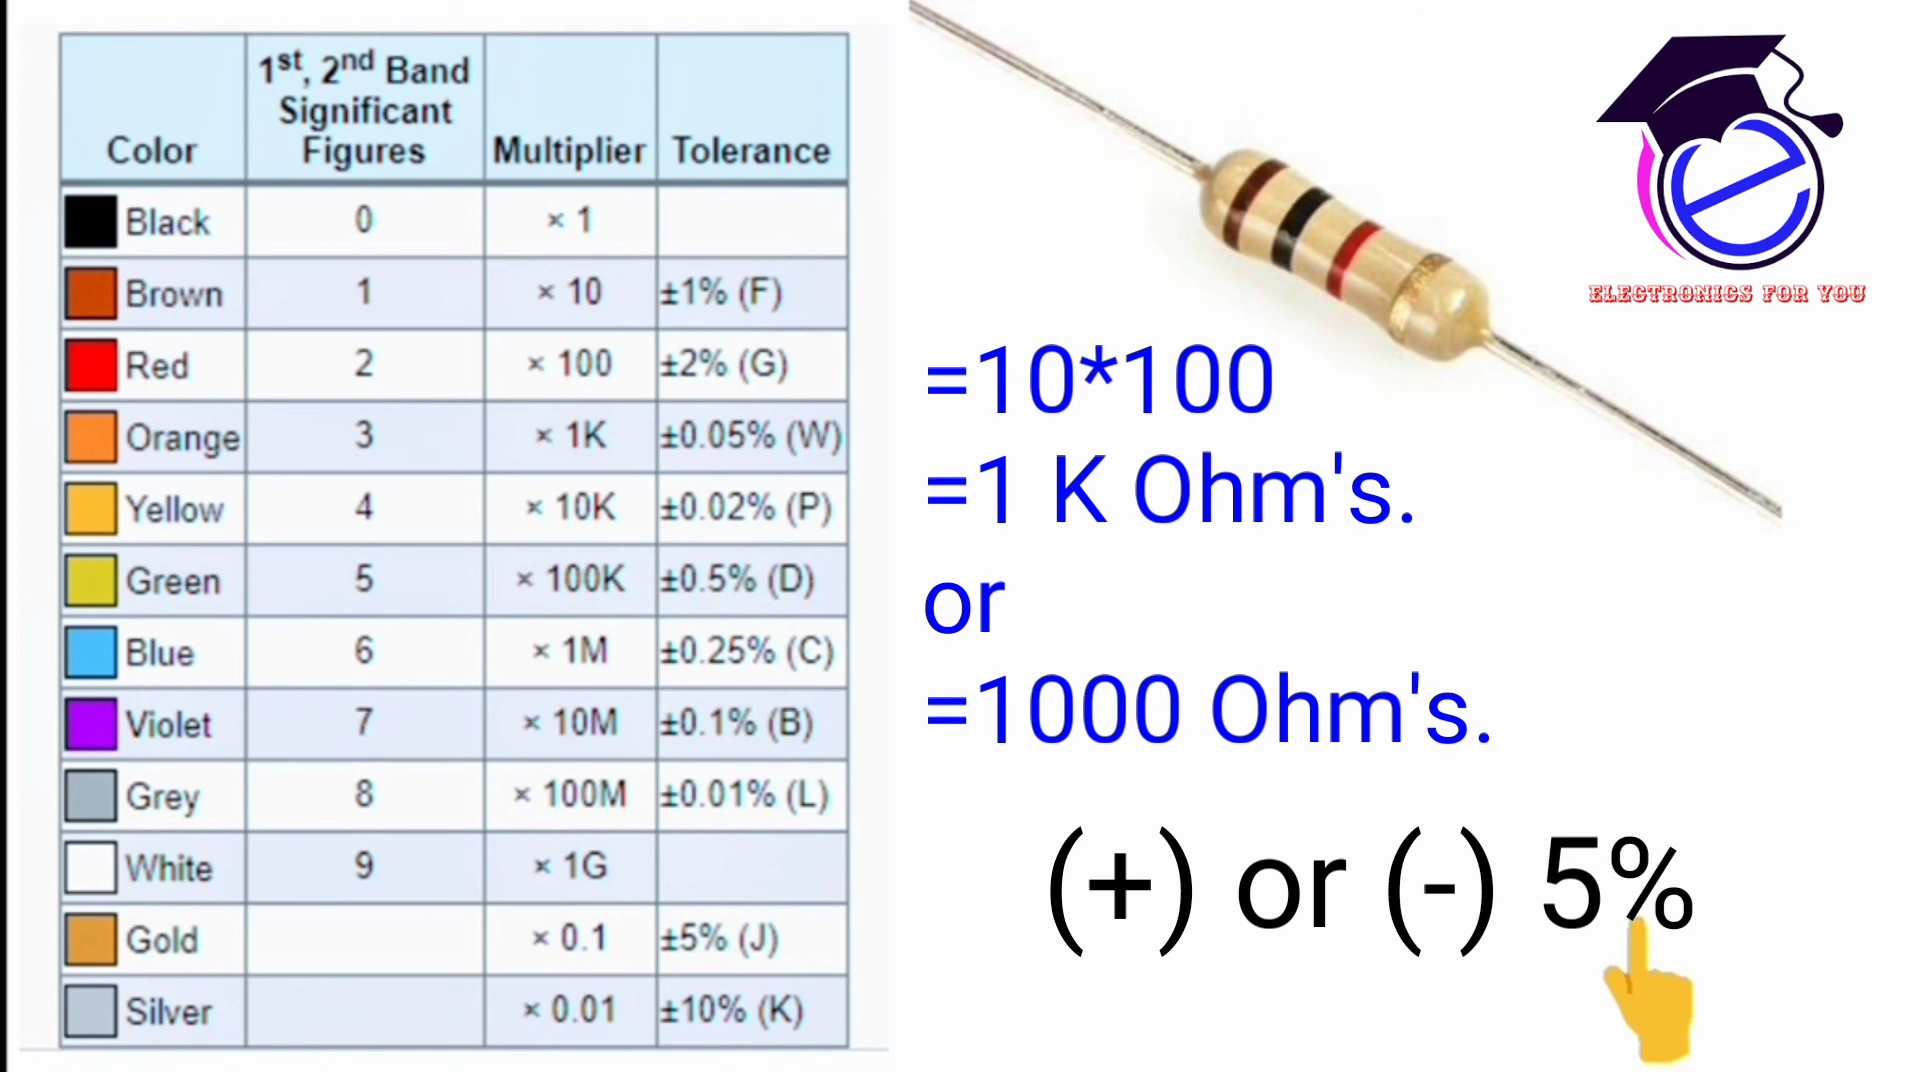 Color | 1st, 2nd Band Significant Figures | Multiplier | Tolerance
Black | 0 | × 1 |
Brown | 1 | × 10 | ±1% (F)
Red | 2 | × 100 | ±2% (G)
Orange | 3 | × 1K | ±0.05% (W)
Yellow | 4 | × 10K | ±0.02% (P)
Green | 5 | × 100K | ±0.5% (D)
Blue | 6 | × 1M | ±0.25% (C)
Violet | 7 | × 10M | ±0.1% (B)
Grey | 8 | × 100M | ±0.01% (L)
White | 9 | × 1G |
Gold | | × 0.1 | ±5% (J)
Silver | | × 0.01 | ±10% (K)
e
ELECTRONICS FOR YOU
=10*100
=1 K Ohm's.
or
=1000 Ohm's.
(+) or (-) 5%